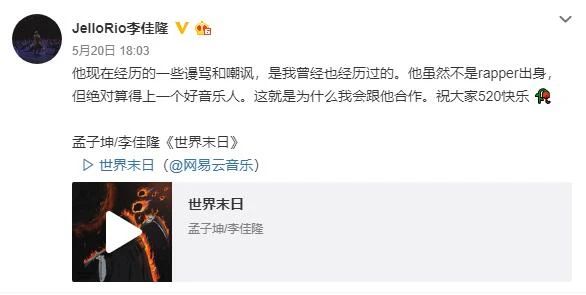 JelloRio李佳隆
5月20日 18:03
他现在经历的一些谩骂和嘲讽，是我曾经也经历过的。他虽然不是rapper出身，
但绝对算得上一个好音乐人。这就是为什么我会跟他合作。祝大家520快乐
孟子坤/李佳隆《世界末日》
世界末日（@网易云音乐）
世界末日
孟子坤/李佳隆